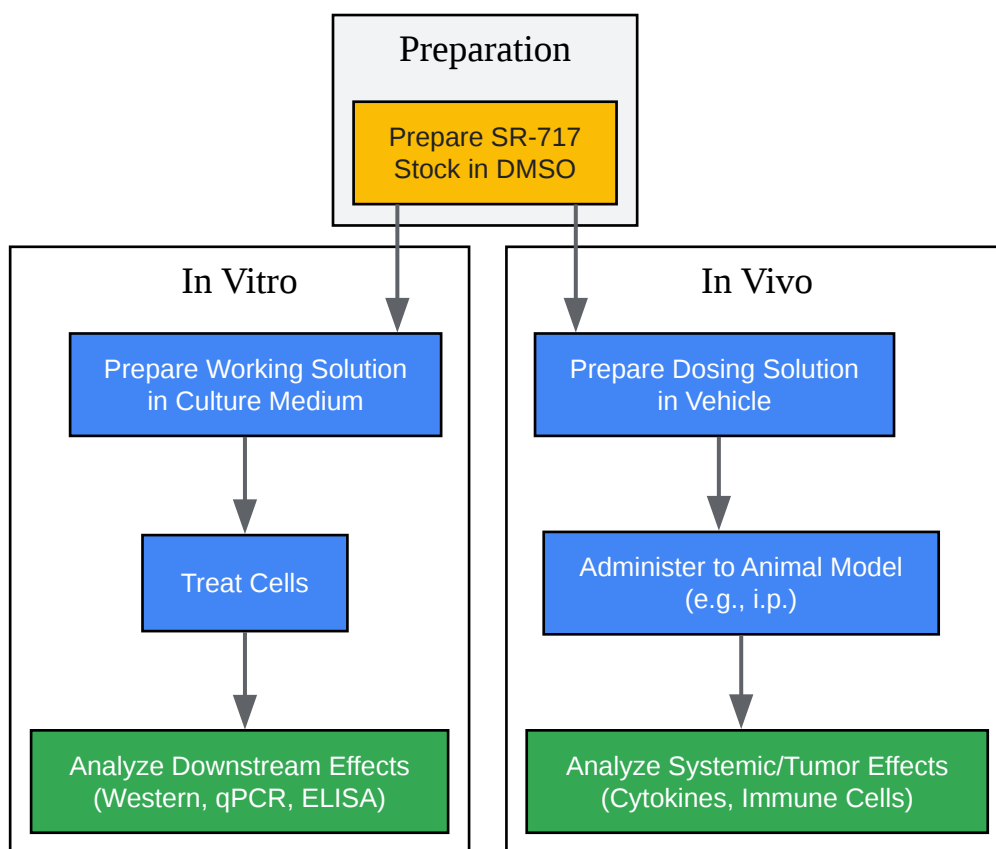 Preparation
Prepare SR-717
Stock in DMSO
In Vitro
Prepare Working Solution
in Culture Medium
Treat Cells
Analyze Downstream Effects
(Western, qPCR, ELISA)
In Vivo
Prepare Dosing Solution
in Vehicle
Administer to Animal Model
(e.g., i.p.)
Analyze Systemic/Tumor Effects
(Cytokines, Immune Cells)